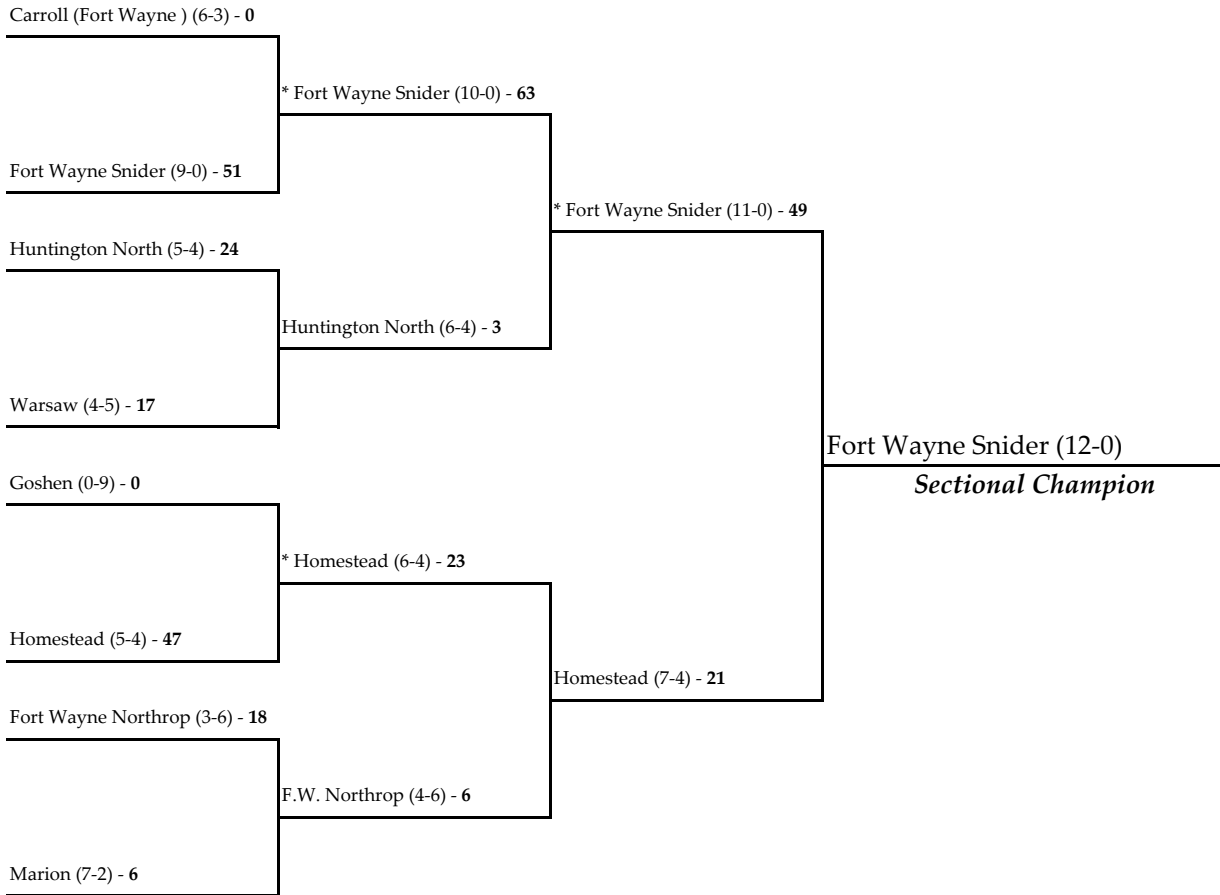 Carroll (Fort Wayne ) (6-3) - 0
* Fort Wayne Snider (10-0) - 63
Fort Wayne Snider (9-0) - 51
* Fort Wayne Snider (11-0) - 49
Huntington North (5-4) - 24
Huntington North (6-4) - 3
Warsaw (4-5) - 17
Fort Wayne Snider (12-0)
Goshen (0-9) - 0
Sectional Champion
* Homestead (6-4) - 23
Homestead (5-4) - 47
Homestead (7-4) - 21
Fort Wayne Northrop (3-6) - 18
F.W. Northrop (4-6) - 6
Marion (7-2) - 6